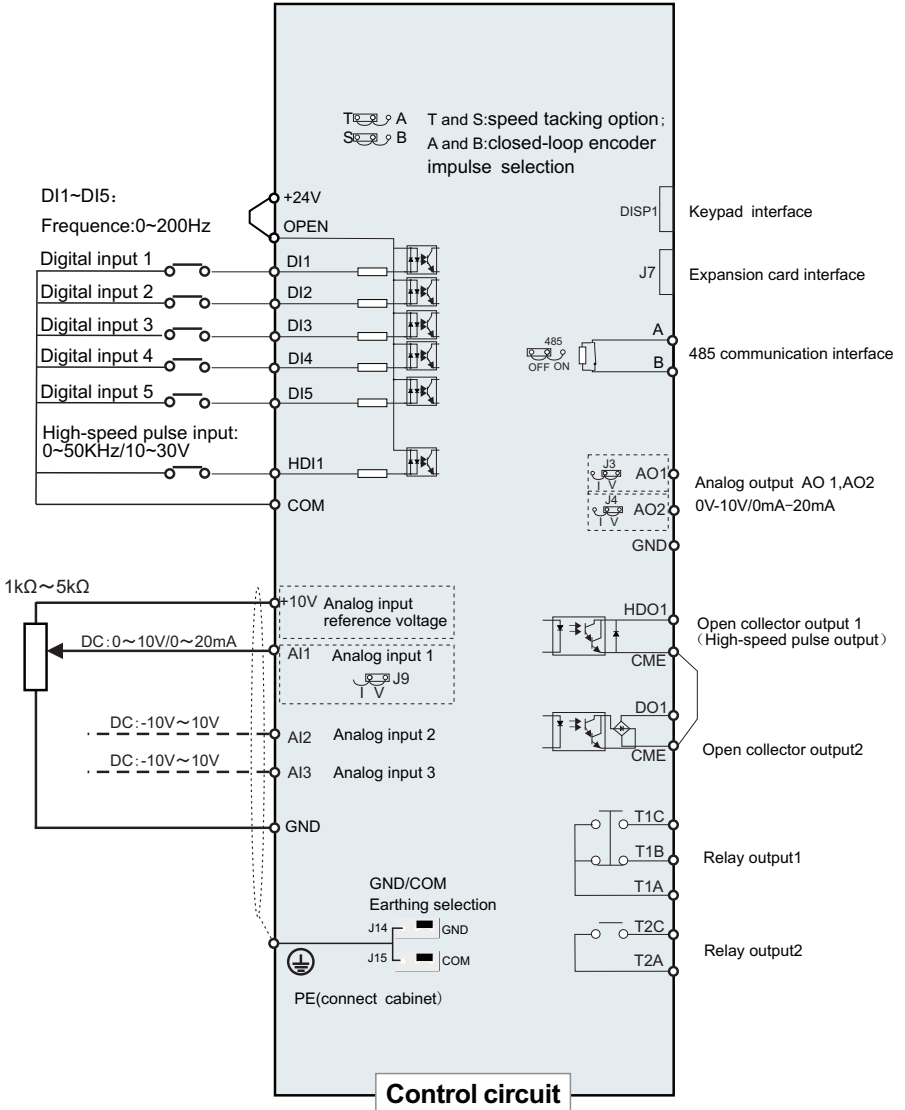 T A T and S:speed tacking option;
S B A and B:closed-loop encoder
impulse selection
DI1~DI5:
Frequence:0~200Hz
+24V
OPEN
Digital input 1 DI1
Digital input 2 DI2
Digital input 3 DI3
Digital input 4 DI4
Digital input 5 DI5
High-speed pulse input:
0~50KHz/10~30V
HDI1
COM
DISP1 Keypad interface
J7 Expansion card interface
A
485
OFF ON
B
485 communication interface
J3
I V
AO1
J4
I V
AO2
Analog output AO 1,AO2
0V-10V/0mA-20mA
GND
1kΩ~5kΩ
+10V Analog input
reference voltage
DC:0~10V/0~20mA
AI1 Analog input 1
J9
I V
DC:-10V~10V
AI2 Analog input 2
DC:-10V~10V
AI3 Analog input 3
GND
HDO1
Open collector output 1
(High-speed pulse output)
CME
DO1
CME
Open collector output2
T1C
T1B
Relay output1
T1A
T2C
Relay output2
T2A
GND/COM
Earthing selection
J14 GND
J15 COM
PE(connect cabinet)
Control circuit